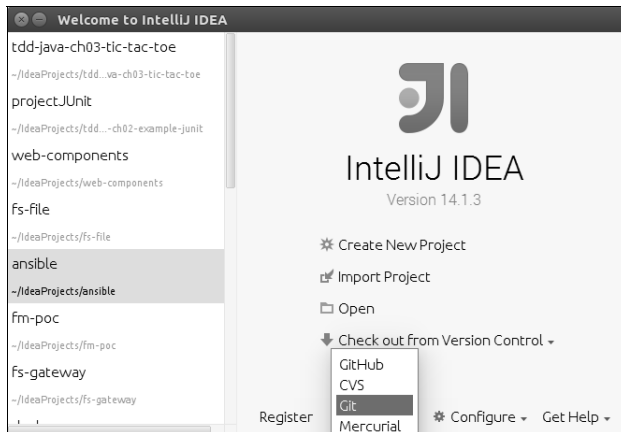 Welcome to IntelliJ IDEA
tdd-java-ch03-tic-tac-toe
~/IdeaProjects/tdd...va-ch03-tic-tac-toe
projectJUnit
~/IdeaProjects/tdd...-ch02-example-junit
web-components
~/IdeaProjects/web-components
fs-file
~/IdeaProjects/fs-file
ansible
~/IdeaProjects/ansible
fm-poc
~/IdeaProjects/fm-poc
fs-gateway
~/IdeaProjects/fs-gateway
IntelliJ IDEA
Version 14.1.3
Create New Project
Import Project
Open
Check out from Version Control
GitHub
CVS
Git
Mercurial
Register
Configure
Get Help